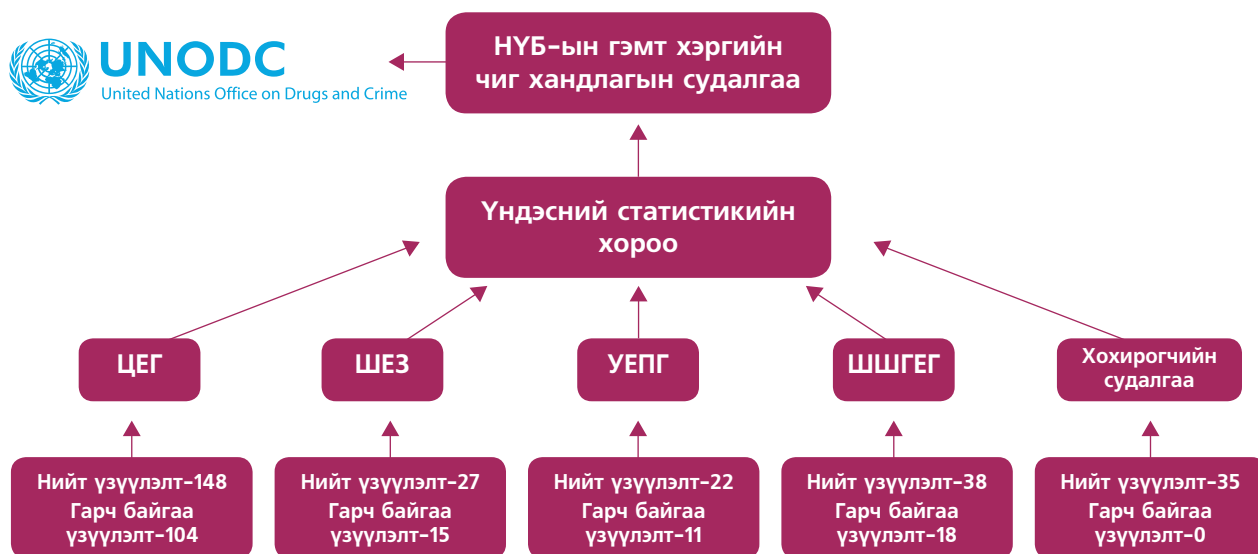 UNODC
United Nations Office on Drugs and Crime
НҮБ-ын гэмт хэргийн
чиг хандлагын судалгаа
Үндэсний статистикийн
хороо
ЦЕГ
ШЕЗ
УЕПГ
ШШГЕГ
Хохирогчийн
судалгаа
Нийт үзүүлэлт-148
Гарч байгаа
үзүүлэлт-104
Нийт үзүүлэлт-27
Гарч байгаа
үзүүлэлт-15
Нийт үзүүлэлт-22
Гарч байгаа
үзүүлэлт-11
Нийт үзүүлэлт-38
Гарч байгаа
үзүүлэлт-18
Нийт үзүүлэлт-35
Гарч байгаа
үзүүлэлт-0